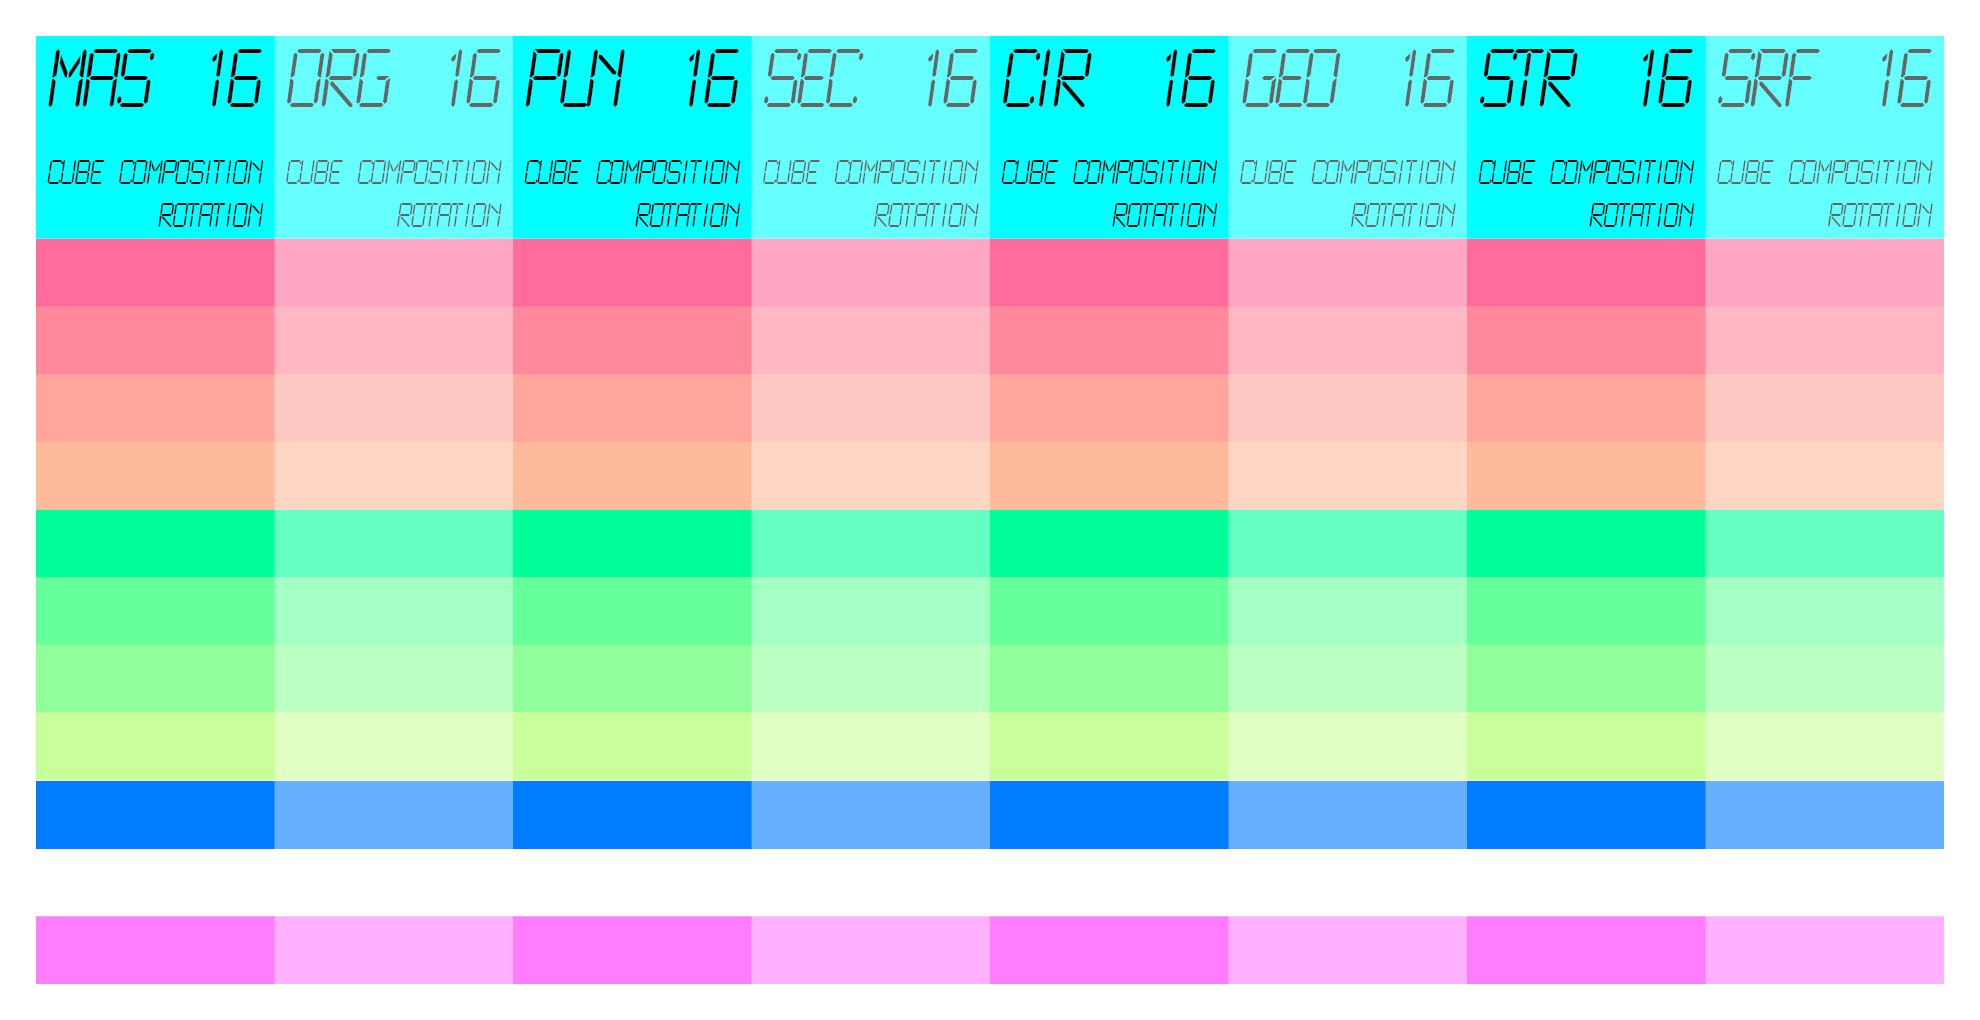 MAS 16 ORG 16 PLY 16 SEC 16 CIR 16 GEO 16 STR 16 SRF 16
CUBE COMPOSITION CUBE COMPOSITION CUBE COMPOSITION CUBE COMPOSITION CUBE COMPOSITION CUBE COMPOSITION CUBE COMPOSITION CUBE COMPOSITION
ROTATION ROTATION ROTATION ROTATION ROTATION ROTATION ROTATION ROTATION